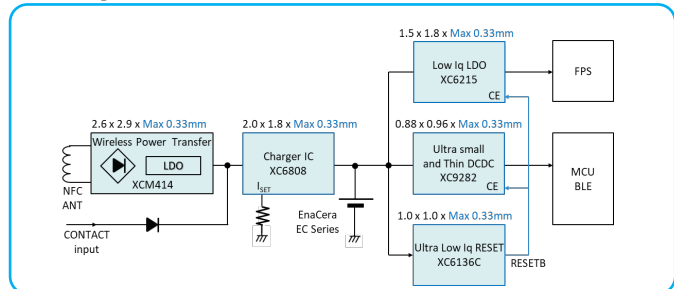 1.5 x 1.8 x Max 0.33mm
Low Iq LDO
XC6215
CE
FPS
2.6 x 2.9 x Max 0.33mm
Wireless Power Transfer
LDO
XCM414
NFC
ANT
CONTACT
input
2.0 x 1.8 x Max 0.33mm
Charger IC
XC6808
ISET
EnaCera
EC Series
0.88 x 0.96 x Max 0.33mm
Ultra small
and Thin DCDC
XC9282
CE
MCU
BLE
1.0 x 1.0 x Max 0.33mm
Ultra Low Iq RESET
XC6136C
RESETB